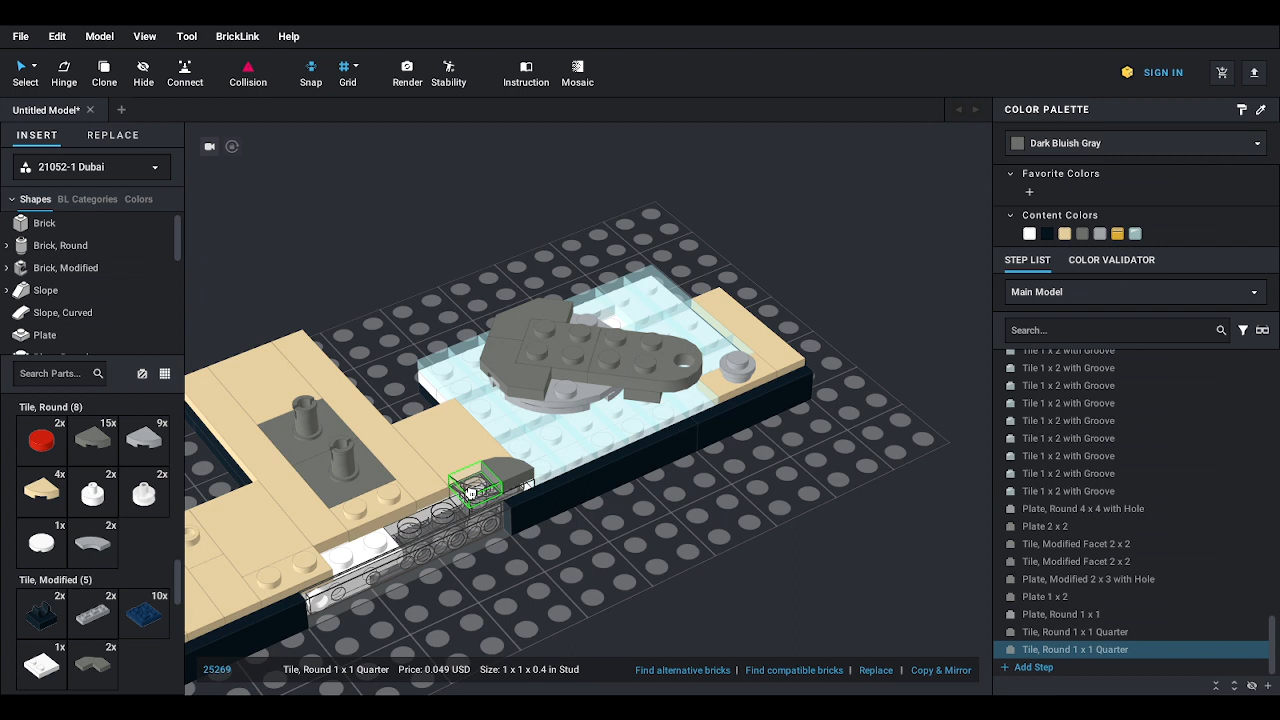 File Edit Model View Tool BrickLink Help
Select Hinge Clone Hide Connect Collision Snap Grid Render Stability Instruction Mosaic SIGN IN
Untitled Model*
INSERT REPLACE
21052-1 Dubai
Shapes BL Categories Colors
Brick
Brick, Round
Brick, Modified
Slope
Slope, Curved
Plate
Search Parts...
Tile, Round (8)
2x 15x 9x
4x 2x 2x
1x 2x
Tile, Modified (5)
2x 2x 10x
1x 2x
25269 Tile, Round 1 x 1 Quarter Price: 0.049 USD Size: 1 x 1 x 0.4 in Stud Find alternative bricks | Find compatible bricks | Replace | Copy & Mirror
COLOR PALETTE
Dark Bluish Gray
Favorite Colors
+
Content Colors
STEP LIST COLOR VALIDATOR
Main Model
Search...
Tile 1 x 2 with Groove
Tile 1 x 2 with Groove
Tile 1 x 2 with Groove
Tile 1 x 2 with Groove
Tile 1 x 2 with Groove
Tile 1 x 2 with Groove
Tile 1 x 2 with Groove
Tile 1 x 2 with Groove
Tile 1 x 2 with Groove
Plate, Round 4 x 4 with Hole
Plate 2 x 2
Tile, Modified Facet 2 x 2
Tile, Modified Facet 2 x 2
Plate, Modified 2 x 3 with Hole
Plate 1 x 2
Plate, Round 1 x 1
Tile, Round 1 x 1 Quarter
Tile, Round 1 x 1 Quarter
+ Add Step